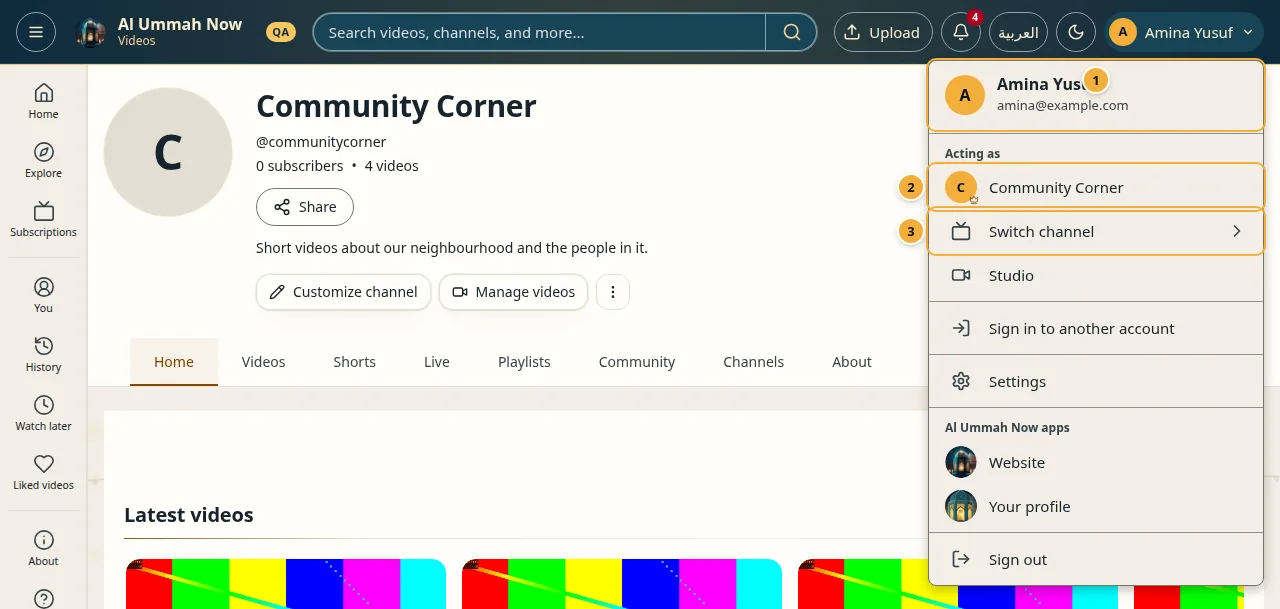 Al Ummah Now
Videos
QA
Search videos, channels, and more...
Upload
4
العربية
A
Amina Yusuf
Home
Explore
Subscriptions
You
History
Watch later
Liked videos
About
C
Community Corner
@communitycorner
0 subscribers • 4 videos
Share
Short videos about our neighbourhood and the people in it.
Customize channel
Manage videos
Home
Videos
Shorts
Live
Playlists
Community
Channels
About
Latest videos
A
Amina Yus
1
amina@example.com
Acting as
2
C
Community Corner
3
Switch channel
Studio
Sign in to another account
Settings
Al Ummah Now apps
Website
Your profile
Sign out